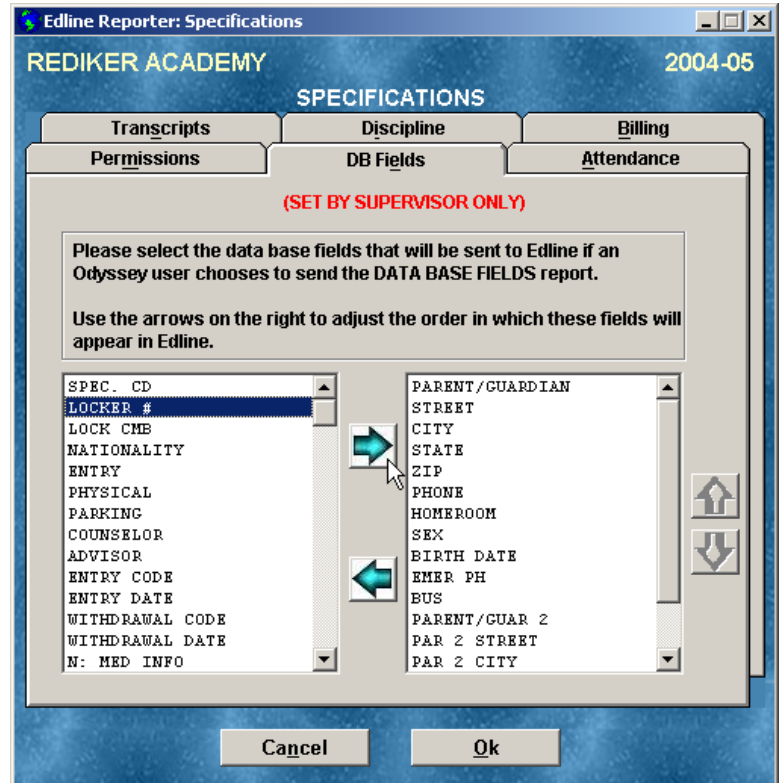 Edline Reporter: Specifications
REDIKER ACADEMY 2004-05
SPECIFICATIONS
Transcripts Discipline Billing
Permissions DB Fields Attendance
(SET BY SUPERVISOR ONLY)
Please select the data base fields that will be sent to Edline if an
Odyssey user chooses to send the DATA BASE FIELDS report.
Use the arrows on the right to adjust the order in which these fields will
appear in Edline.
SPEC. CD
LOCKER #
LOCK CMB
NATIONALITY
ENTRY
PHYSICAL
PARKING
COUNSELOR
ADVISOR
ENTRY CODE
ENTRY DATE
WITHDRAWAL CODE
WITHDRAWAL DATE
N: MED INFO
PARENT/GUARDIAN
STREET
CITY
STATE
ZIP
PHONE
HOMEROOM
SEX
BIRTH DATE
EMER PH
BUS
PARENT/GUAR 2
PAR 2 STREET
PAR 2 CITY
Cancel Ok